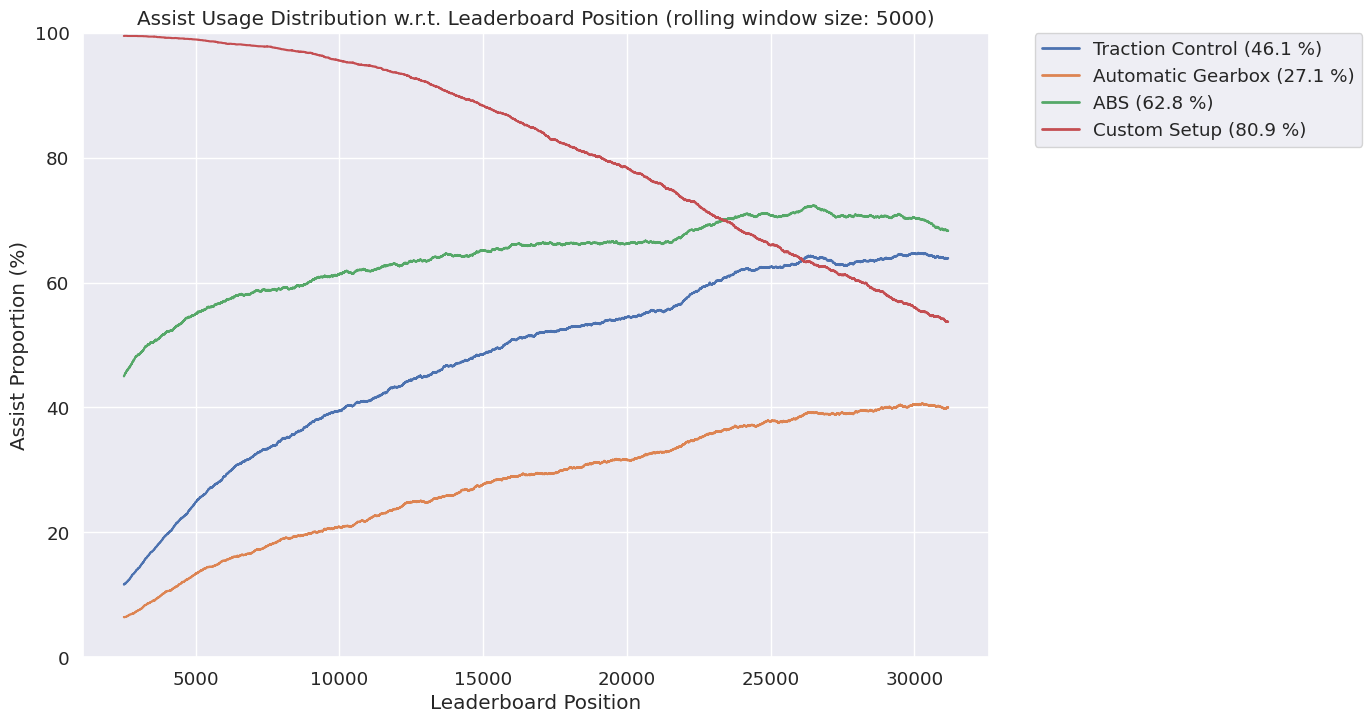 Assist Usage Distribution w.r.t. Leaderboard Position (rolling window size: 5000)
Traction Control (46.1 %)
Automatic Gearbox (27.1 %)
ABS (62.8 %)
Custom Setup (80.9 %)
Assist Proportion (%)
100
80
60
40
20
0
5000 10000 15000 20000 25000 30000
Leaderboard Position